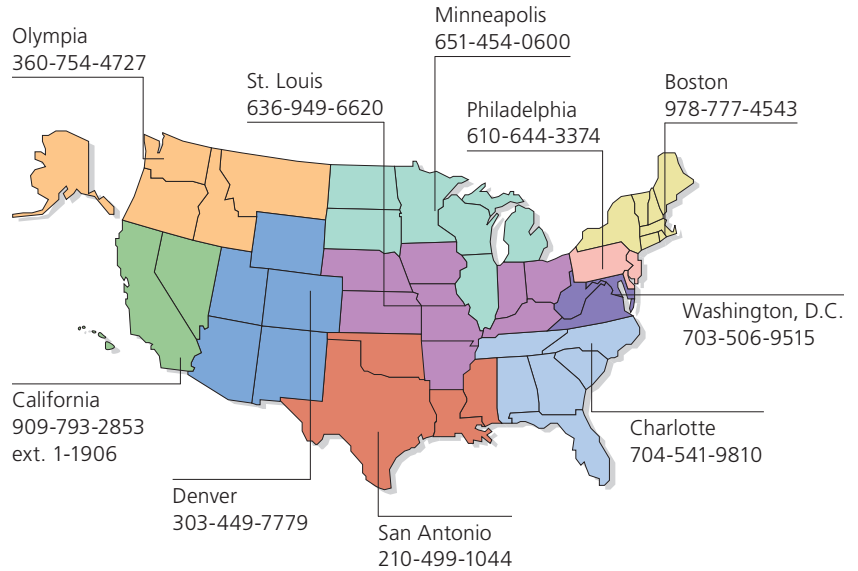 Minneapolis
651-454-0600
Olympia
360-754-4727
St. Louis
636-949-6620
Boston
978-777-4543
Philadelphia
610-644-3374
Washington, D.C.
703-506-9515
California
909-793-2853
ext. 1-1906
Charlotte
704-541-9810
Denver
303-449-7779
San Antonio
210-499-1044